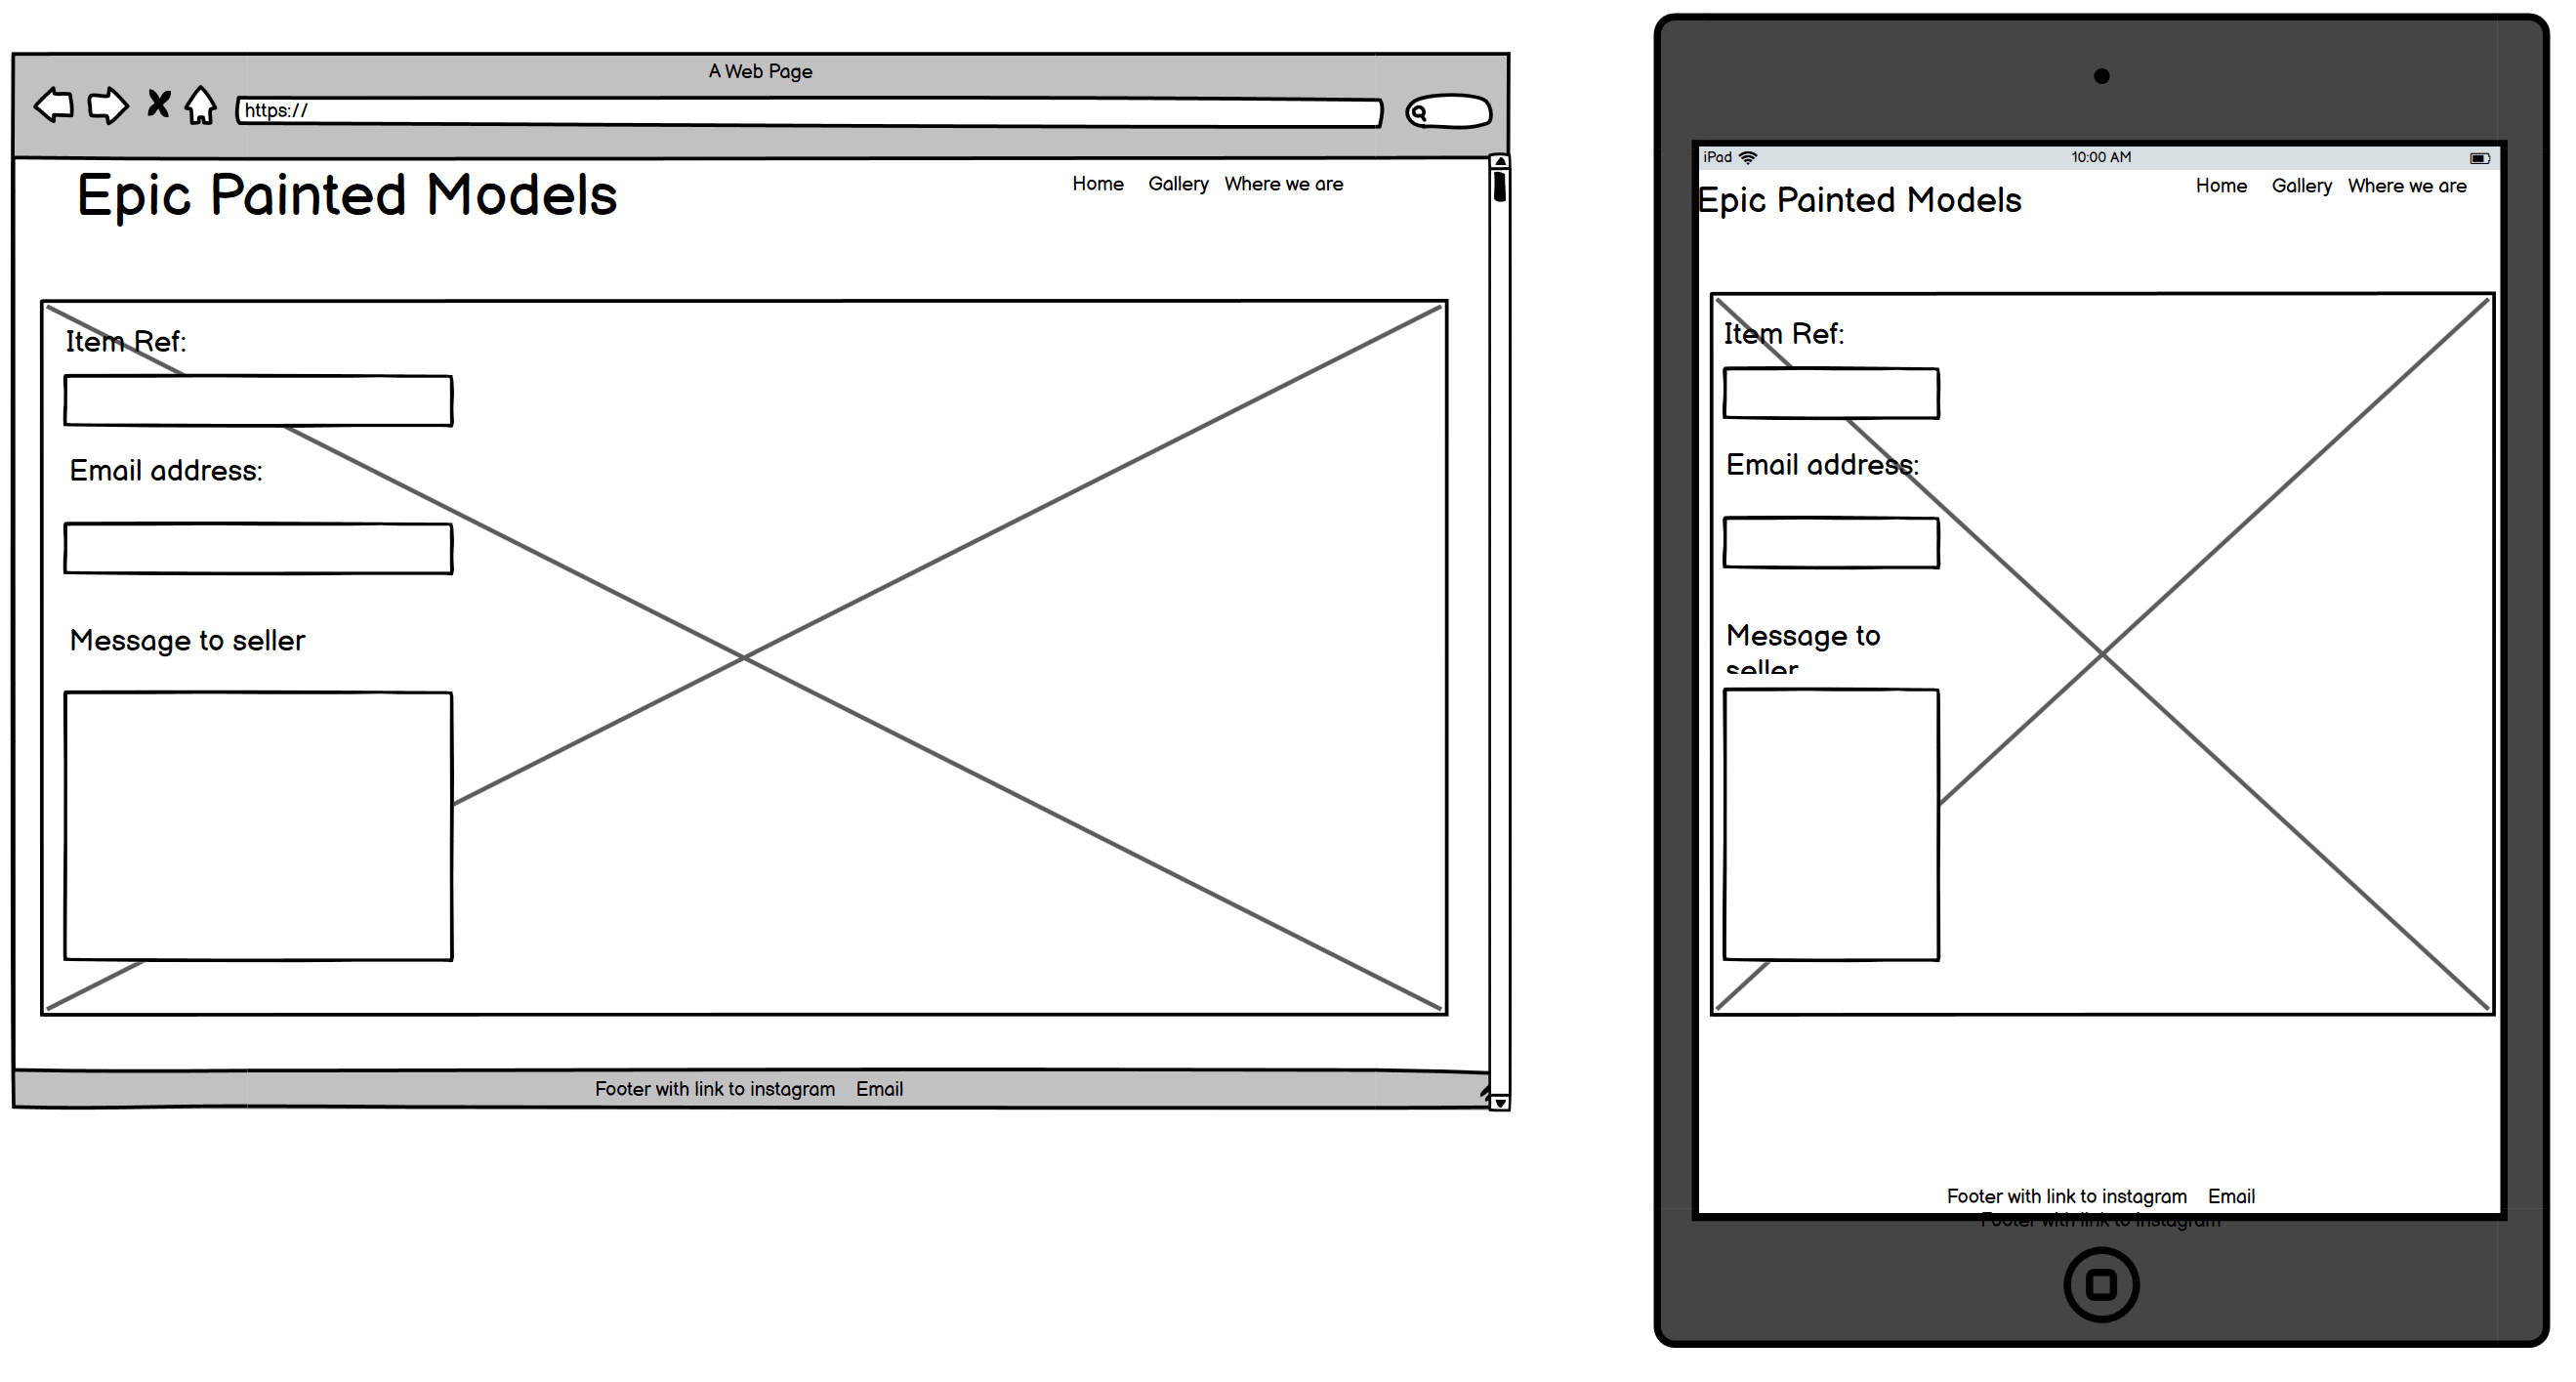 A Web Page
https://
Epic Painted Models
Home Gallery Where we are
Item Ref:
Email address:
Message to seller
Footer with link to instagram Email
iPad 10:00 AM
Epic Painted Models
Home Gallery Where we are
Item Ref:
Email address:
Message to
seller
Footer with link to instagram Email
Footer with link to instagram